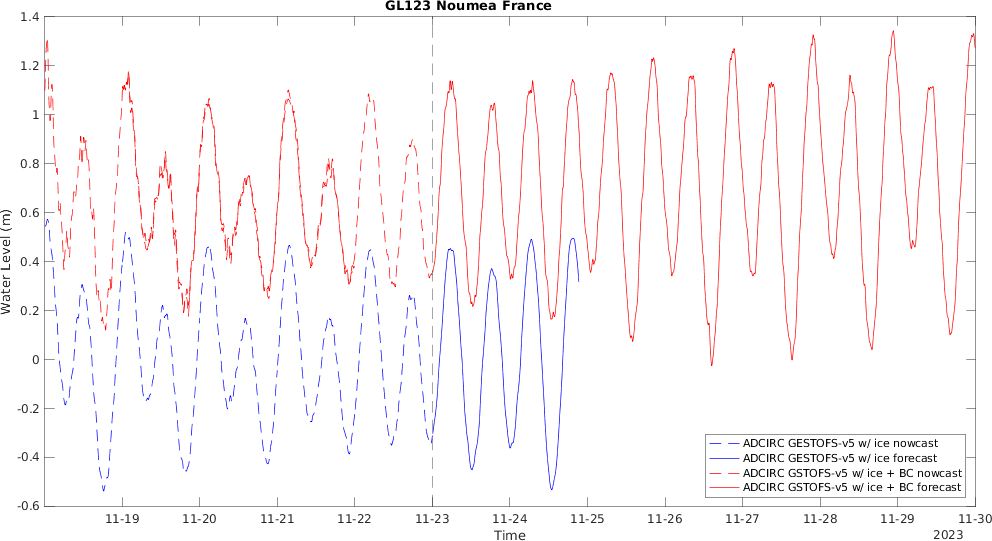 GL123 Noumea France
1.4
1.2
1
0.8
0.6
0.4
0.2
0
-0.2
-0.4
-0.6
Water Level (m)
ADCIRC GESTOFS-v5 w/ ice nowcast
ADCIRC GESTOFS-v5 w/ ice forecast
ADCIRC GSTOFS-v5 w/ ice + BC nowcast
ADCIRC GSTOFS-v5 w/ ice + BC forecast
11-19 11-20 11-21 11-22 11-23 11-24 11-25 11-26 11-27 11-28 11-29 11-30
Time
2023